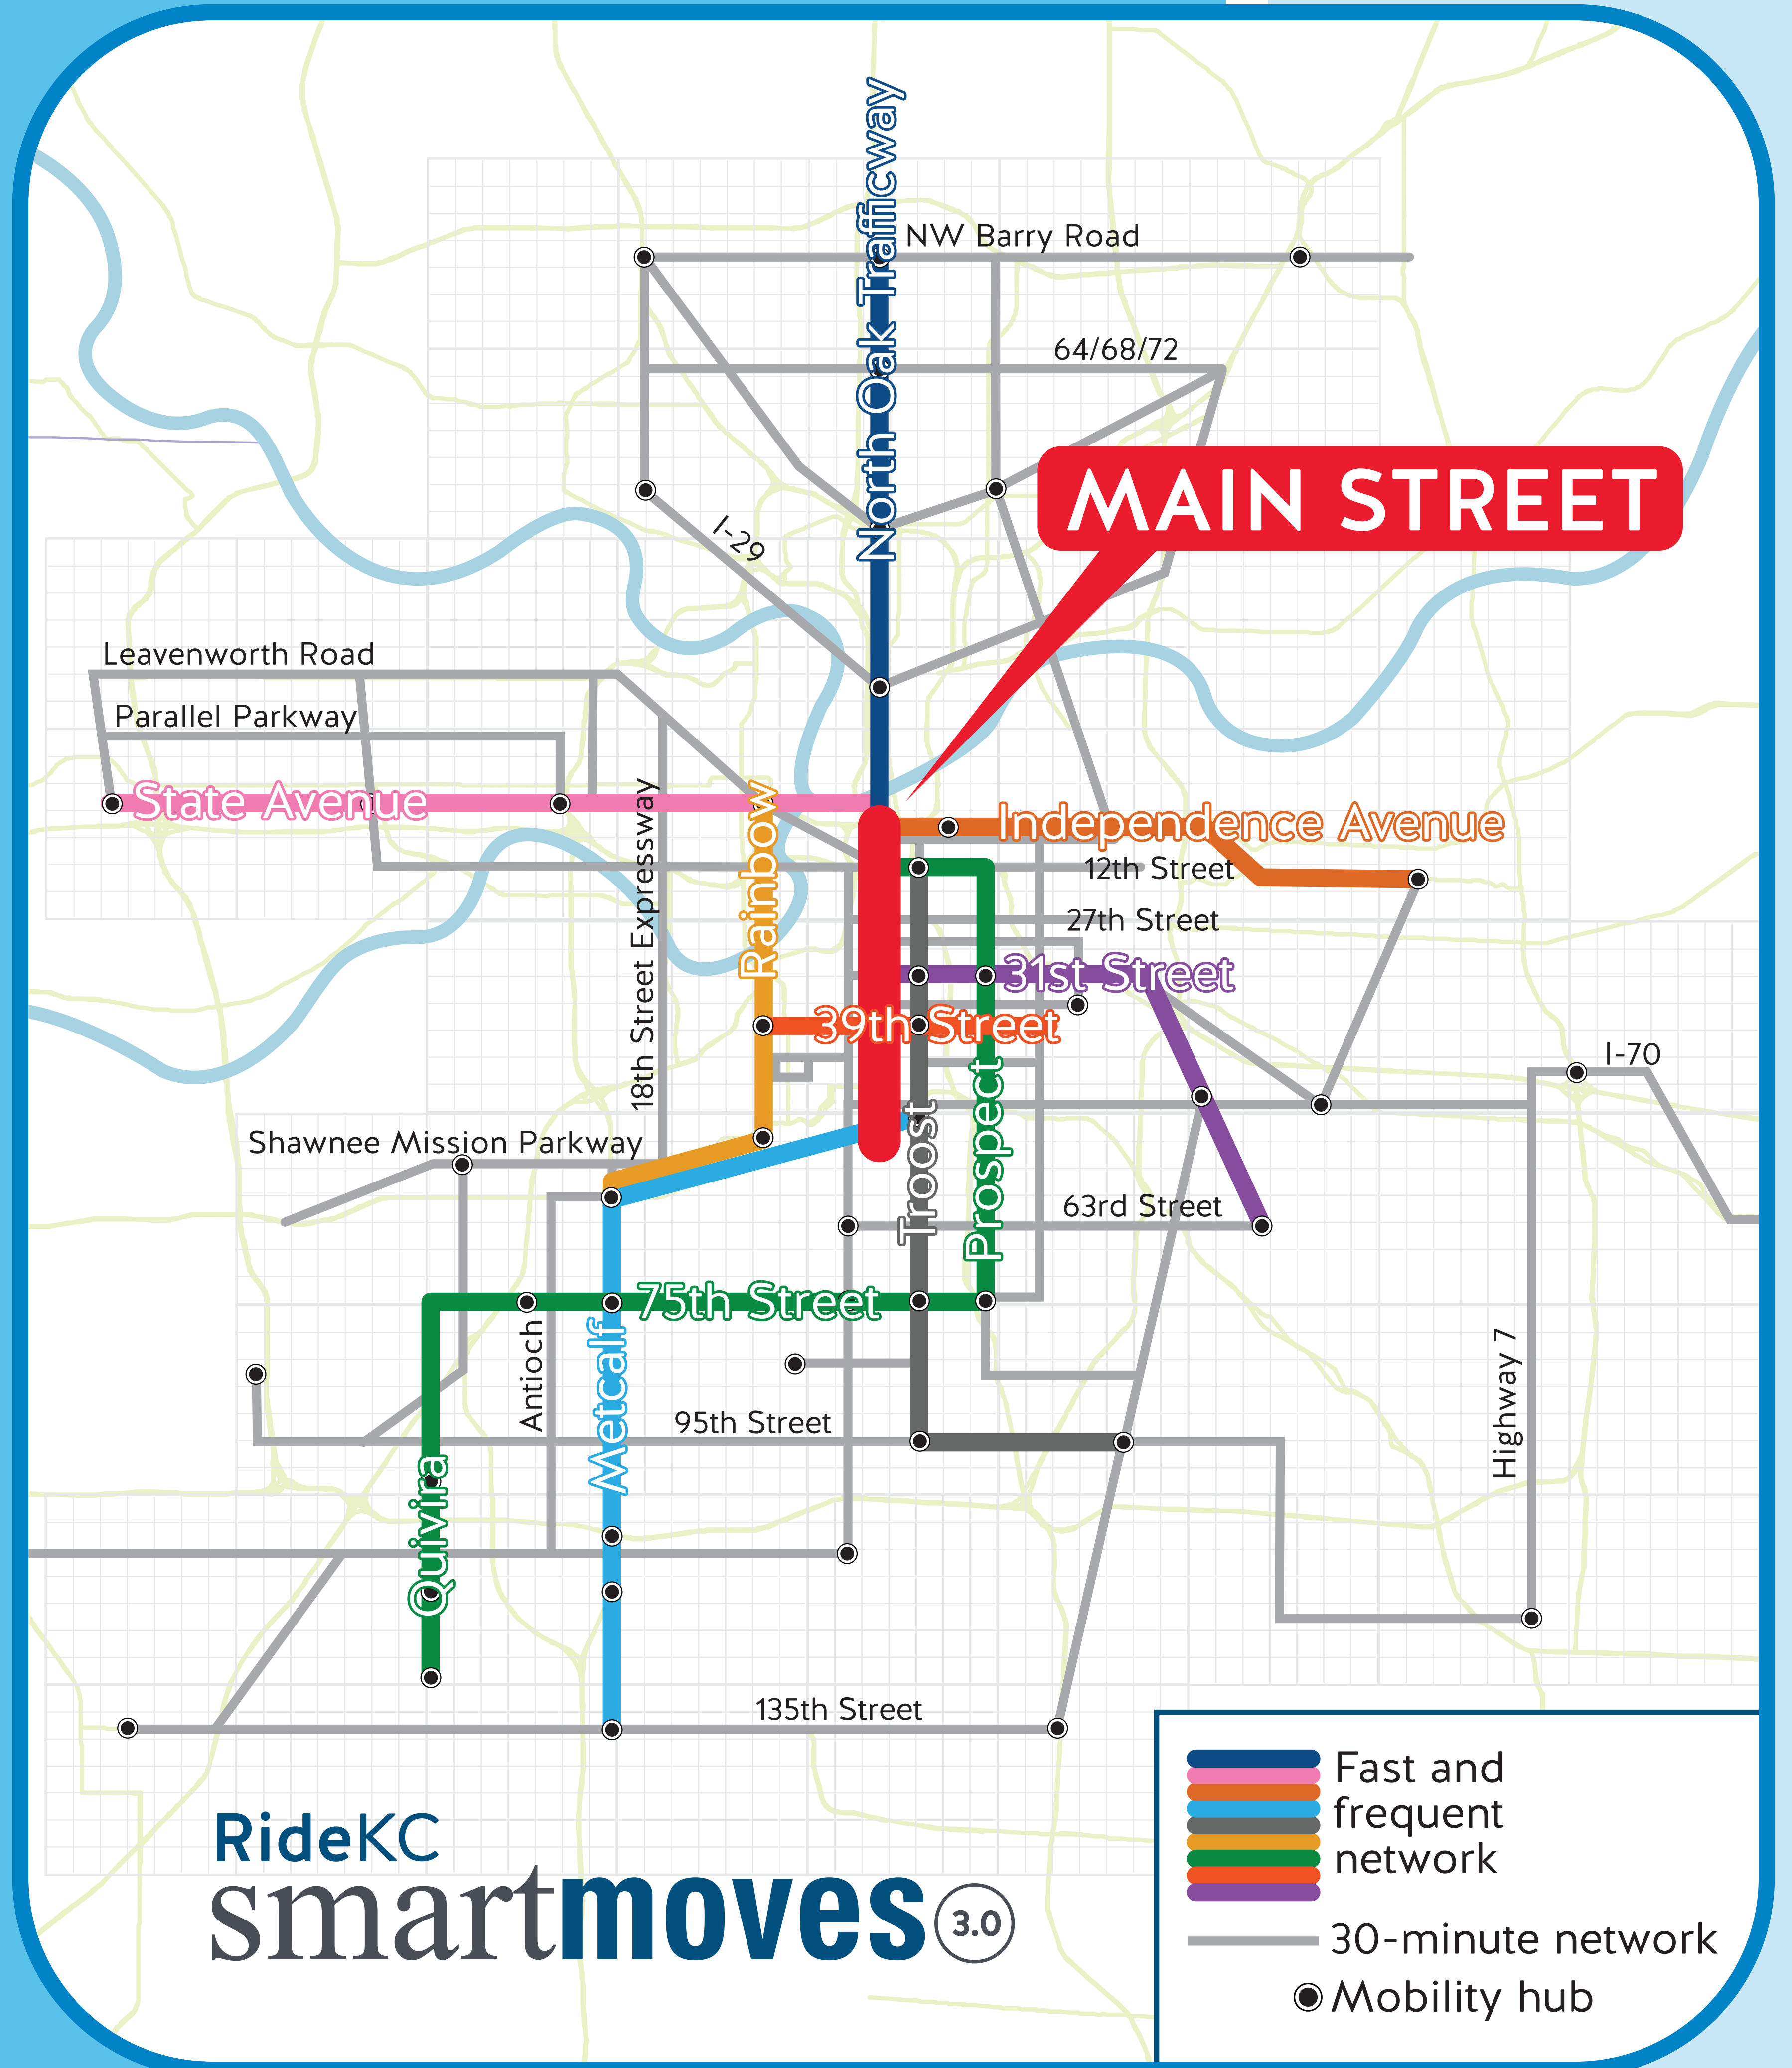 North Oak Trafficway
NW Barry Road
64/68/72
MAIN STREET
I-29
Leavenworth Road
Parallel Parkway
State Avenue
Independence Avenue
Rainbow
18th Street Expressway
12th Street
27th Street
31st Street
39th Street
I-70
Shawnee Mission Parkway
Troost
Prospect
63rd Street
75th Street
Antioch
Metcalf
95th Street
Highway 7
Quivira
135th Street
RideKC
smartmoves 3.0
Fast and
frequent
network
30-minute network
Mobility hub